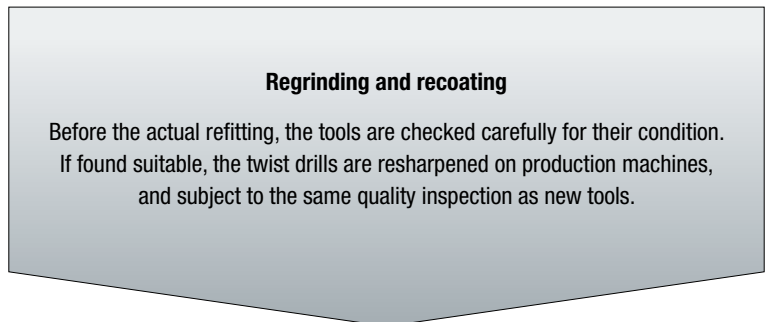 Regrinding and recoating
Before the actual refitting, the tools are checked carefully for their condition.
If found suitable, the twist drills are resharpened on production machines,
and subject to the same quality inspection as new tools.